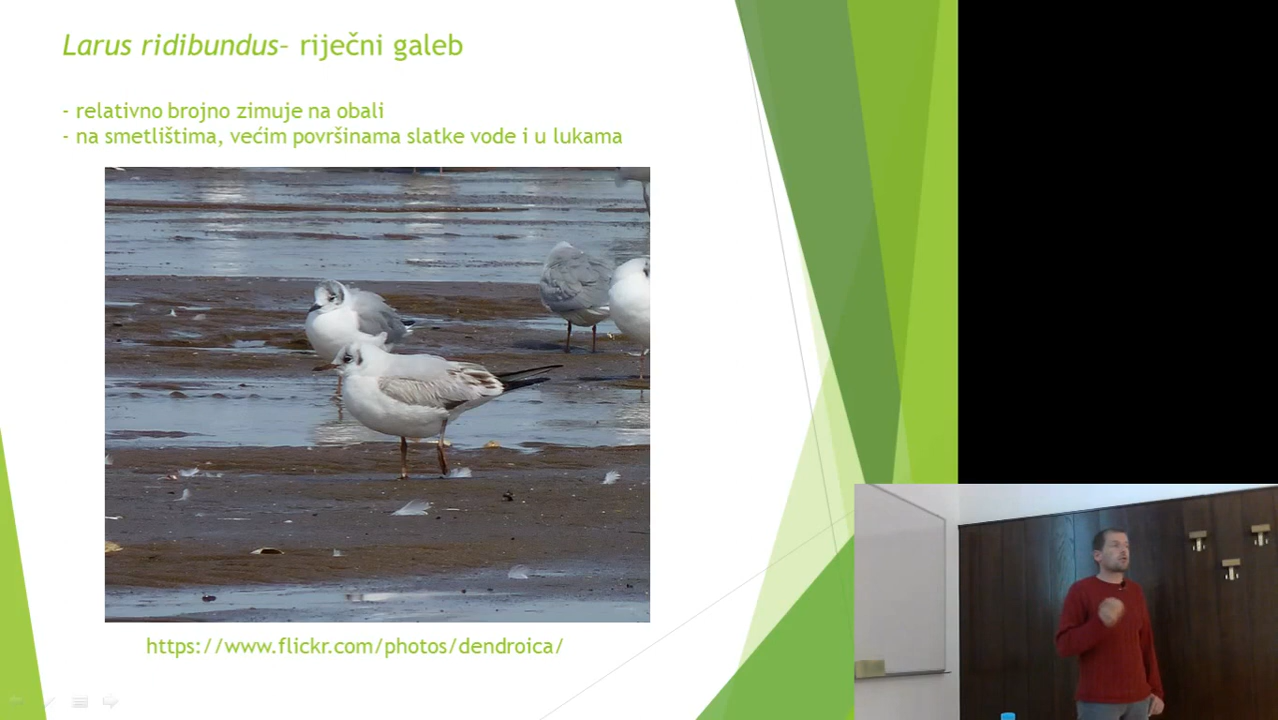 Larus ridibundus– riječni galeb
- relativno brojno zimuje na obali
- na smetlištima, većim površinama slatke vode i u lukama
https://www.flickr.com/photos/dendroica/